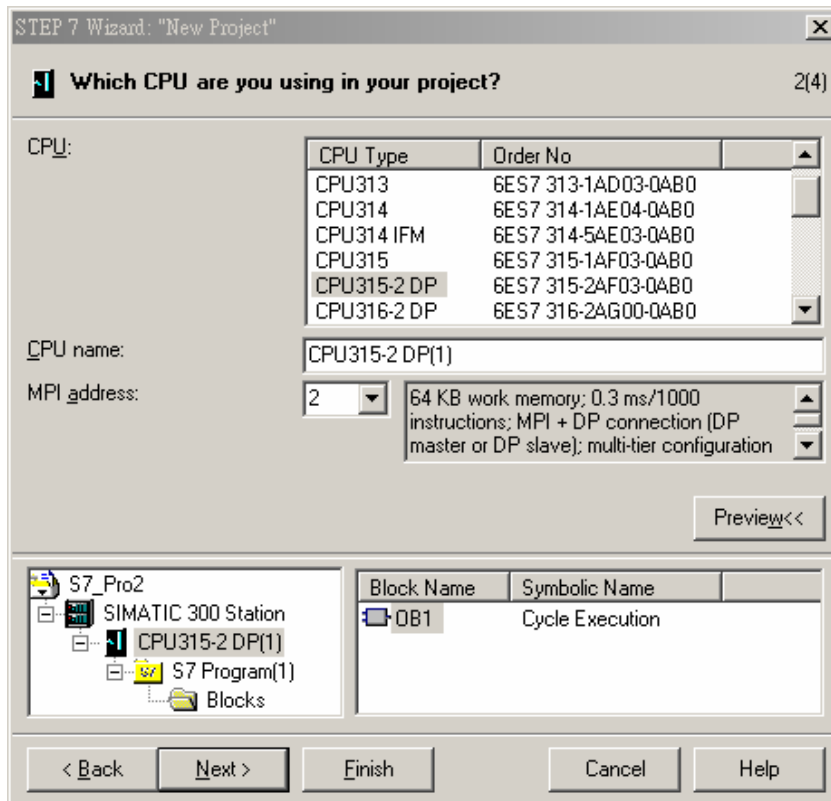 STEP 7 Wizard: "New Project"
Which CPU are you using in your project? 2(4)
CPU:
CPU Type Order No
CPU313 6ES7 313-1AD03-0AB0
CPU314 6ES7 314-1AE04-0AB0
CPU314 IFM 6ES7 314-5AE03-0AB0
CPU315 6ES7 315-1AF03-0AB0
CPU315-2 DP 6ES7 315-2AF03-0AB0
CPU316-2 DP 6ES7 316-2AG00-0AB0
CPU name: CPU315-2 DP(1)
MPI address: 2
64 KB work memory; 0.3 ms/1000
instructions; MPI + DP connection (DP
master or DP slave); multi-tier configuration
Preview<<
S7_Pro2
SIMATIC 300 Station
CPU315-2 DP(1)
S7 Program(1)
Blocks
Block Name Symbolic Name
OB1 Cycle Execution
< Back Next > Finish Cancel Help